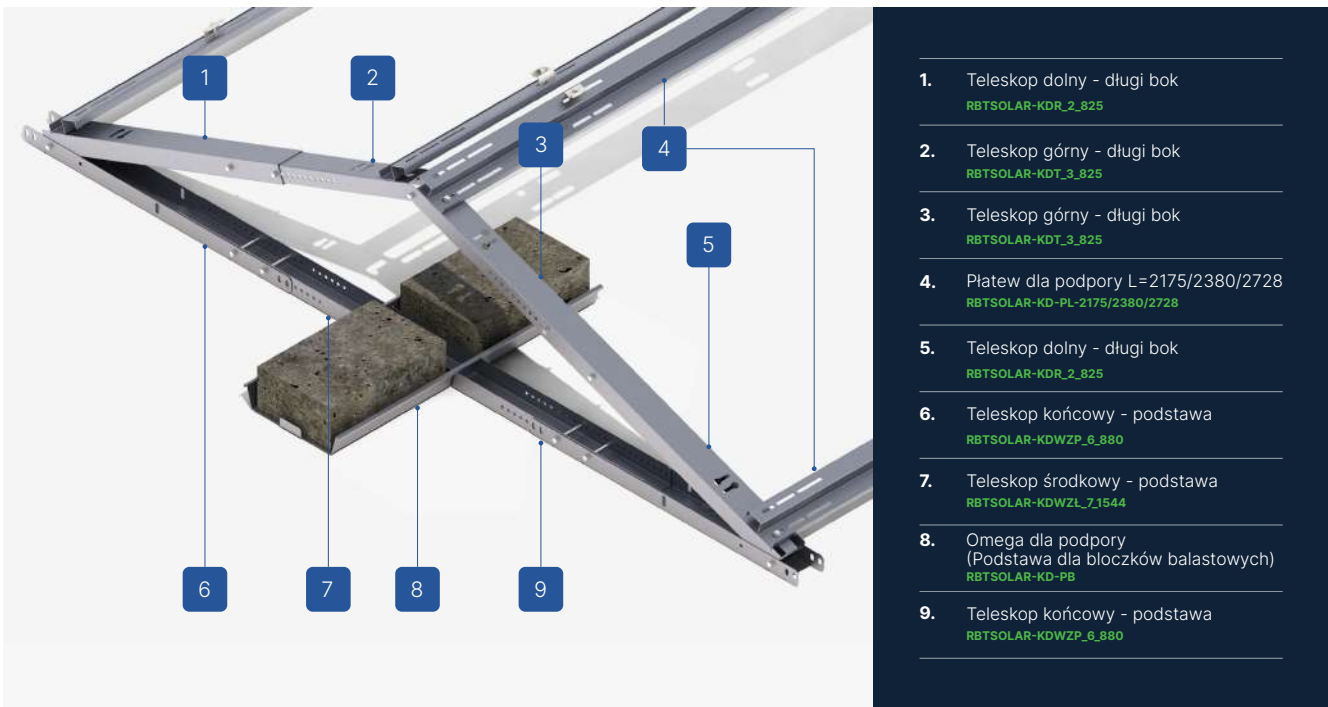 1
2
3
4
5
6
7
8
9
1. Teleskop dolny - długi bok
RBTSOLAR-KDR_2_825
2. Teleskop górny - długi bok
RBTSOLAR-KDT_3_825
3. Teleskop górny - długi bok
RBTSOLAR-KDT_3_825
4. Płatew dla podpory L=2175/2380/2728
RBTSOLAR-KD-PL-2175/2380/2728
5. Teleskop dolny - długi bok
RBTSOLAR-KDR_2_825
6. Teleskop końcowy - podstawa
RBTSOLAR-KDWZP_6_880
7. Teleskop środkowy - podstawa
RBTSOLAR-KDWZŁ_7_1544
8. Omega dla podpory
(Podstawa dla bloczków balastowych)
RBTSOLAR-KD-PB
9. Teleskop końcowy - podstawa
RBTSOLAR-KDWZP_6_880